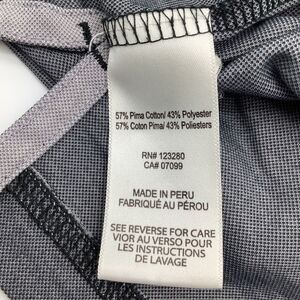 57% Pima Cotton/ 43% Polyester
57% Coton Pima/ 43% Poliesters
RN# 123280
CA# 07099
MADE IN PERU
FABRIQUÉ AU PÉROU
SEE REVERSE FOR CARE
VIOR AU VERSO POUR
LES INSTRUCTIONS
DE LAVAGE